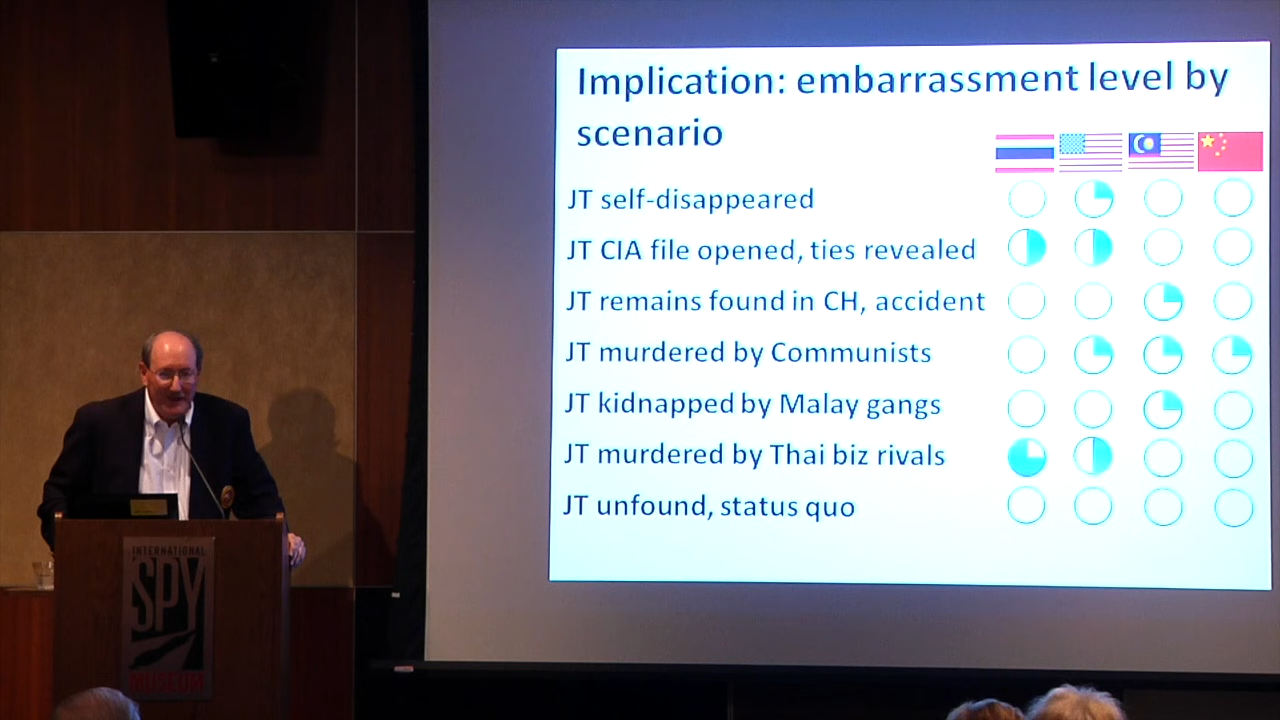 Implication: embarrassment level by
scenario
JT self-disappeared
JT CIA file opened, ties revealed
JT remains found in CH, accident
JT murdered by Communists
JT kidnapped by Malay gangs
JT murdered by Thai biz rivals
JT unfound, status quo
INTERNATIONAL
SPY
MUSEUM